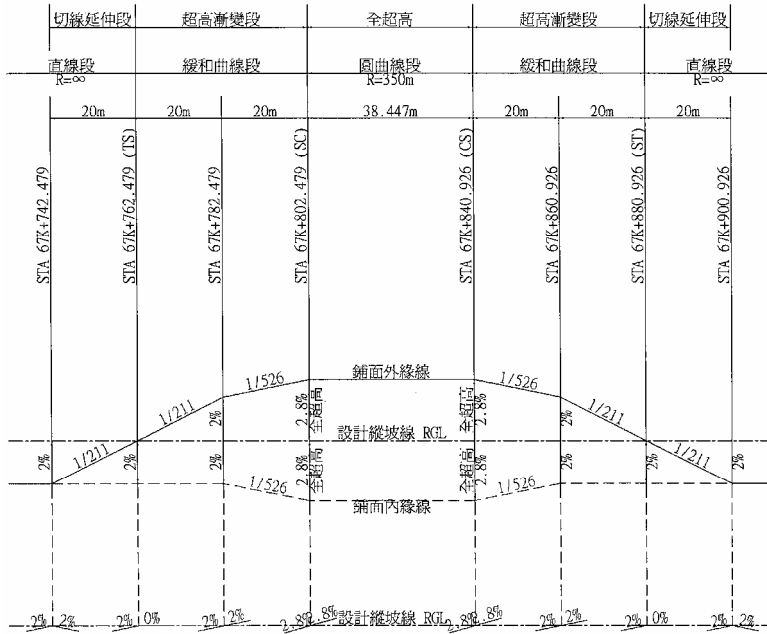 切線延伸段 超高漸變段 全超高 超高漸變段 切線延伸段
直線段 緩和曲線段 圓曲線段 緩和曲線段 直線段
R=∞ R=350m R=∞
20m 20m 20m 38.447m 20m 20m 20m
STA 67K+742.479
STA 67K+762.479 (TS)
STA 67K+782.479
STA 67K+802.479 (SC)
STA 67K+840.926 (CS)
STA 67K+860.926
STA 67K+880.926 (ST)
STA 67K+900.926
鋪面外緣線
1/526 1/526
1/211 1/211
2% 2.8% 全超高 全超高 2.8% 2%
設計縱坡線 RGL
2% 1/211 2% 2% 2.8% 全超高 全超高 2.8% 2% 2% 1/211 2%
1/526 1/526
鋪面內緣線
設計縱坡線 RGL
2% 2% 2% 0% 2% 2% 2.8% 2.8% 2.8% 2.8% 2% 2% 2% 0% 2% 2%